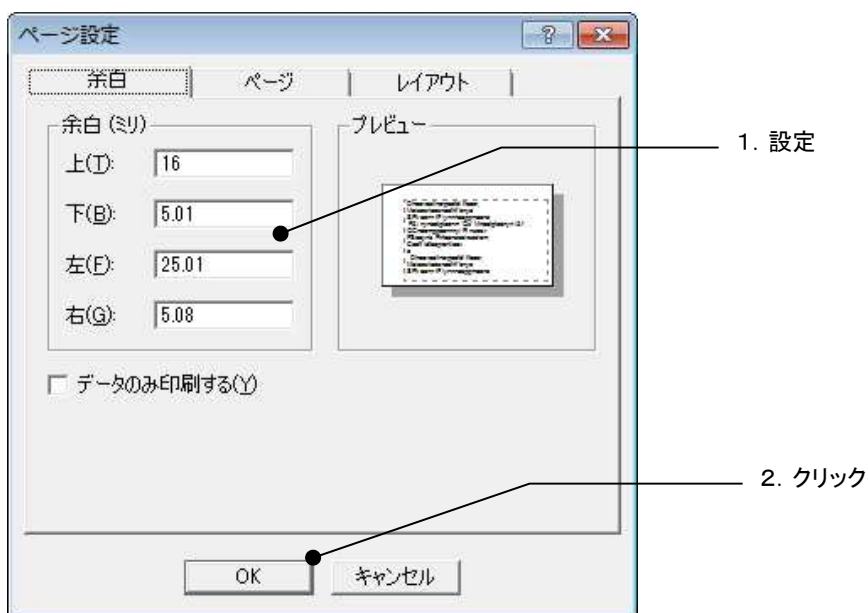 ページ設定
余白 ページ レイアウト
余白 (ミリ)
上(T): 16
下(B): 5.01
左(F): 25.01
右(G): 5.08
プレビュー
データのみ印刷する(Y)
OK キャンセル
1. 設定
2. クリック